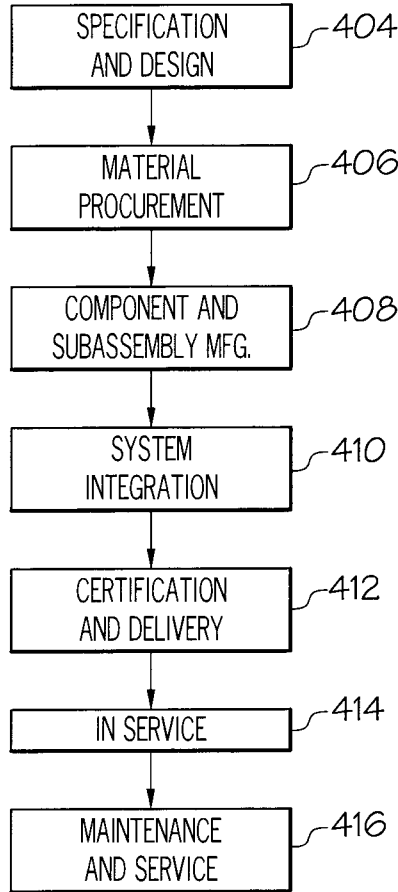 SPECIFICATION
AND DESIGN
404
MATERIAL
PROCUREMENT
406
COMPONENT AND
SUBASSEMBLY MFG.
408
SYSTEM
INTEGRATION
410
CERTIFICATION
AND DELIVERY
412
IN SERVICE
414
MAINTENANCE
AND SERVICE
416